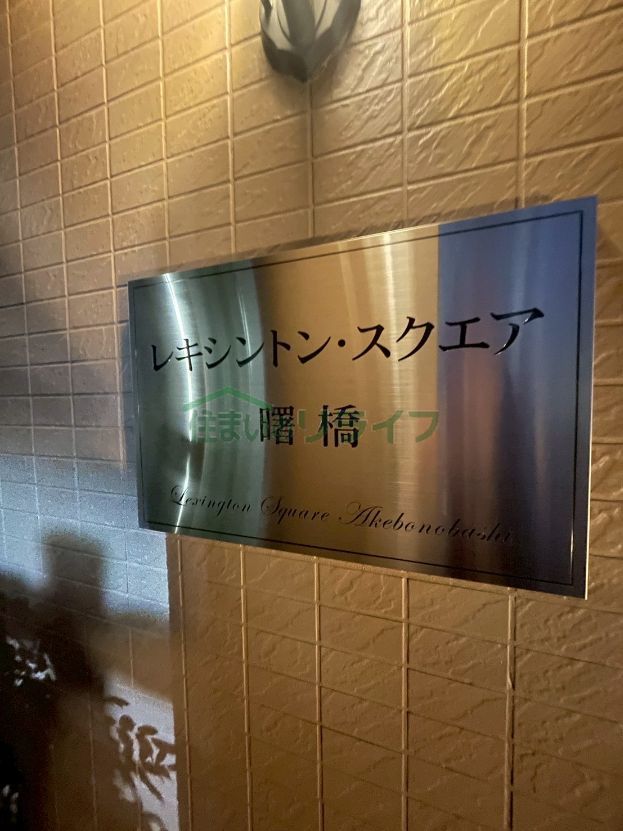 レキシントン・スクエア
曙橋
住まいるリライフ
Lexington Square Akebonobashi